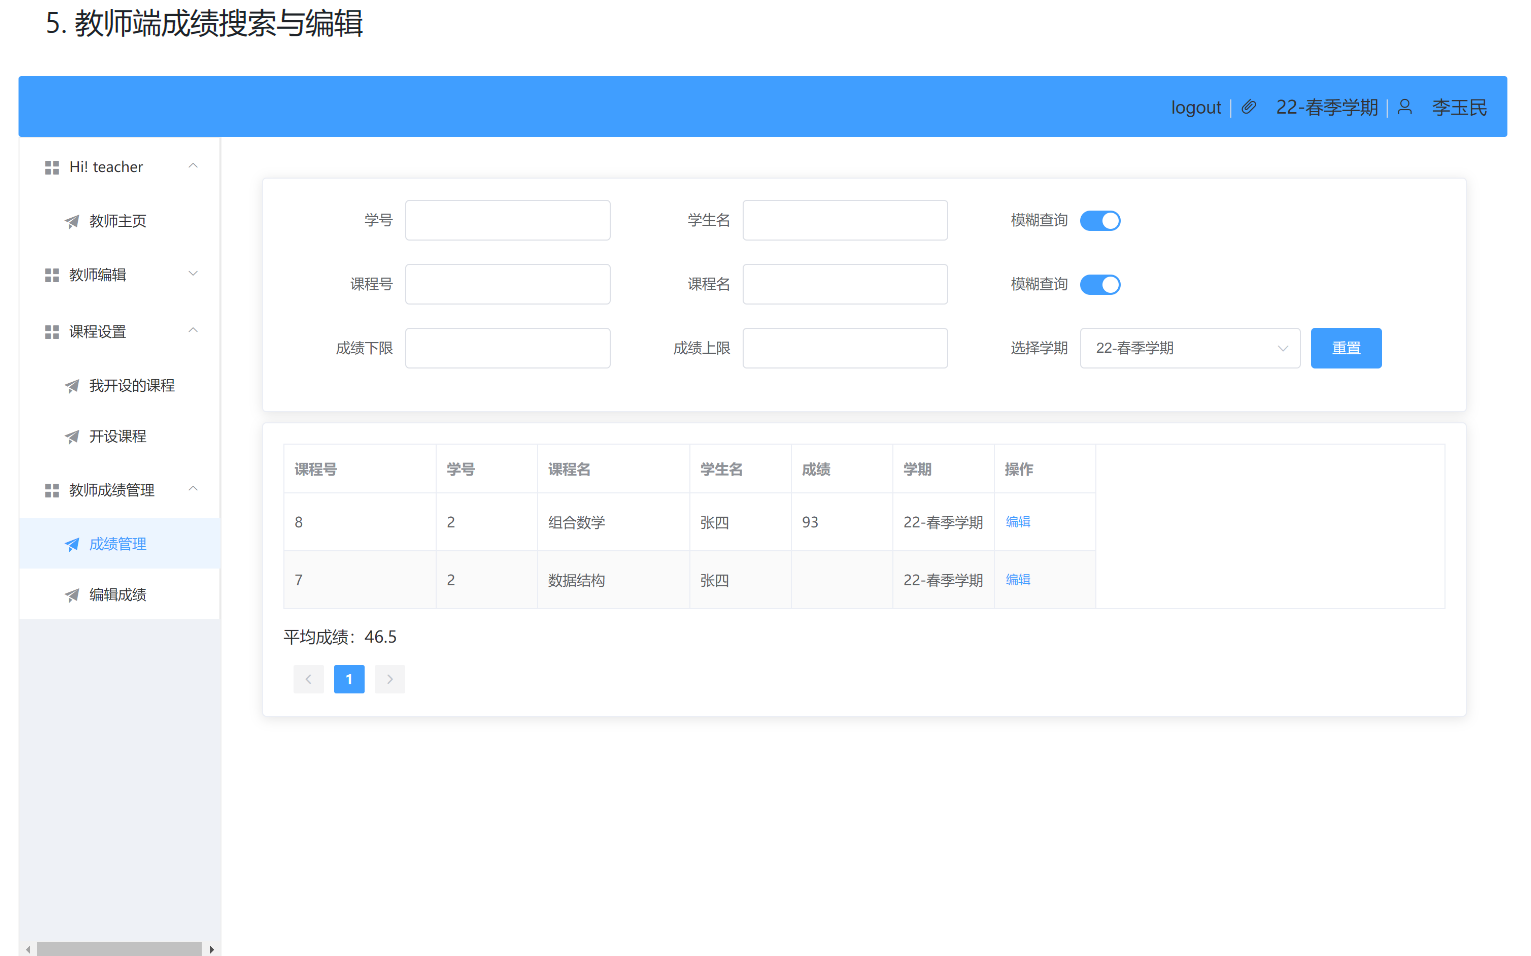 5. 教师端成绩搜索与编辑
logout | 22-春季学期 | 李玉民
Hi! teacher
教师主页
教师编辑
课程设置
我开设的课程
开设课程
教师成绩管理
成绩管理
编辑成绩
学号 学生名 模糊查询
课程号 课程名 模糊查询
成绩下限 成绩上限 选择学期 22-春季学期 重置
课程号 学号 课程名 学生名 成绩 学期 操作
8 2 组合数学 张四 93 22-春季学期 编辑
7 2 数据结构 张四 22-春季学期 编辑
平均成绩：46.5
1